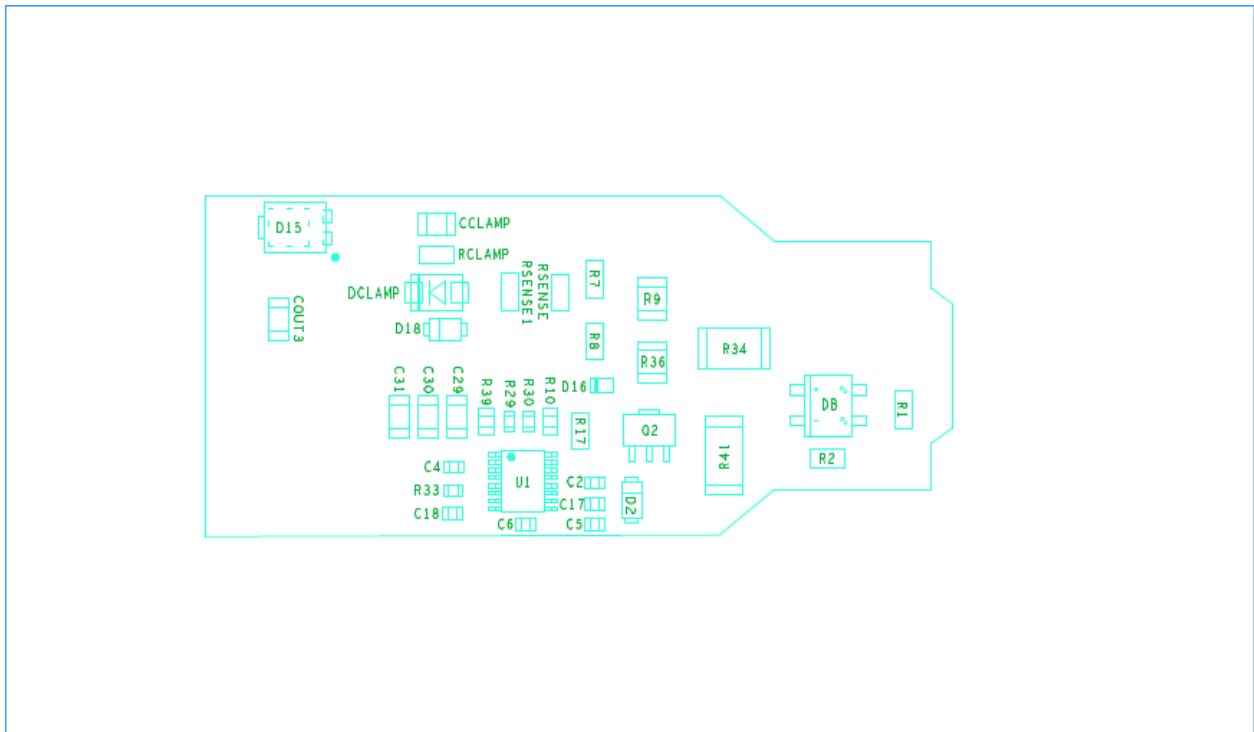 D15
CCLAMP
RCLAMP
DCLAMP
RSENSE1
RSENSE
R7
R9
COUT3
D18
R8
R34
R36
C31
C30
C29
R39
R29
R30
R10
D16
DB
R1
R17
Q2
R41
R2
C4
U1
C2
R33
C17
D2
C18
C6
C5